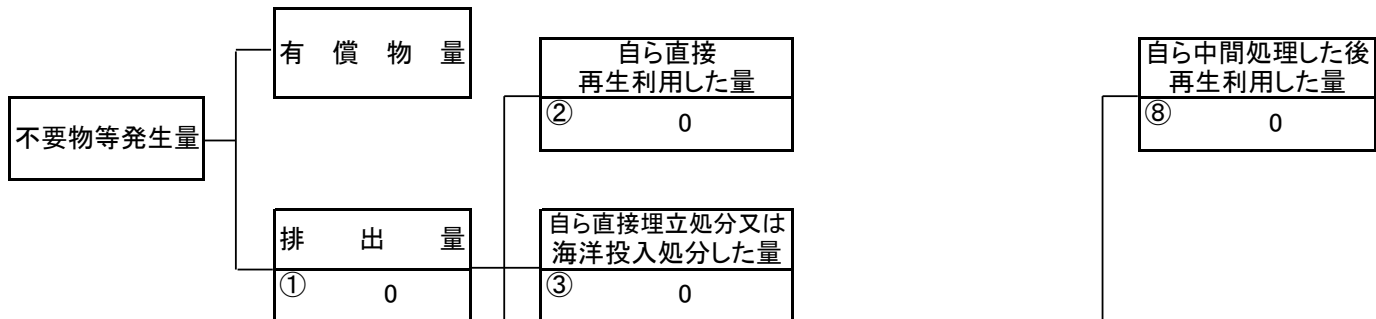 有償物量
自ら直接
再生利用した量
② 0
自ら中間処理した後
再生利用した量
⑧ 0
不要物等発生量
排出量
① 0
自ら直接埋立処分又は
海洋投入処分した量
③ 0